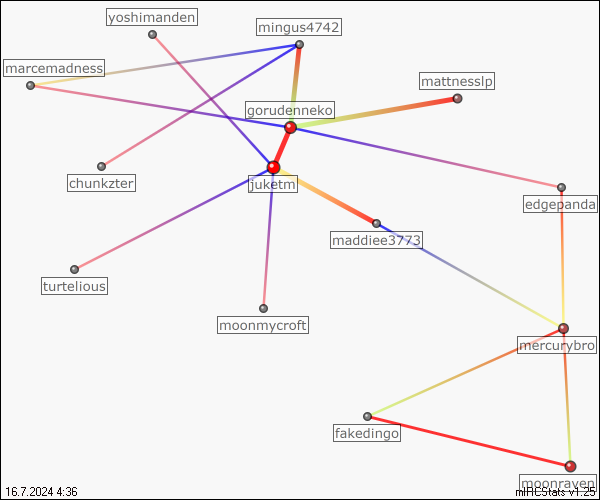 yoshimanden
mingus4742
marcemadness
mattnesslp
gorudenneko
chunkzter
juketm
edgepanda
maddiee3773
turtelious
moonmycroft
mercurybro
fakedingo
moonraven
16.7.2024 4:36
mIRCStats v1.25